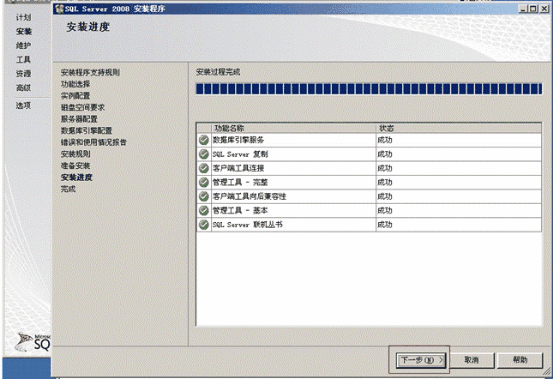 SQL Server 2008 安装程序
计划
安装
维护
工具
资源
高级
选项
安装进度
安装程序支持规则
功能选择
实例配置
磁盘空间要求
服务器配置
数据库引擎配置
错误和使用情况报告
安装规则
准备安装
安装进度
完成
安装过程完成
功能名称 状态
数据库引擎服务 成功
SQL Server 复制 成功
客户端工具连接 成功
管理工具 - 完整 成功
客户端工具向后兼容性 成功
管理工具 - 基本 成功
SQL Server 联机丛书 成功
SQ
下一步(N) > 取消 帮助